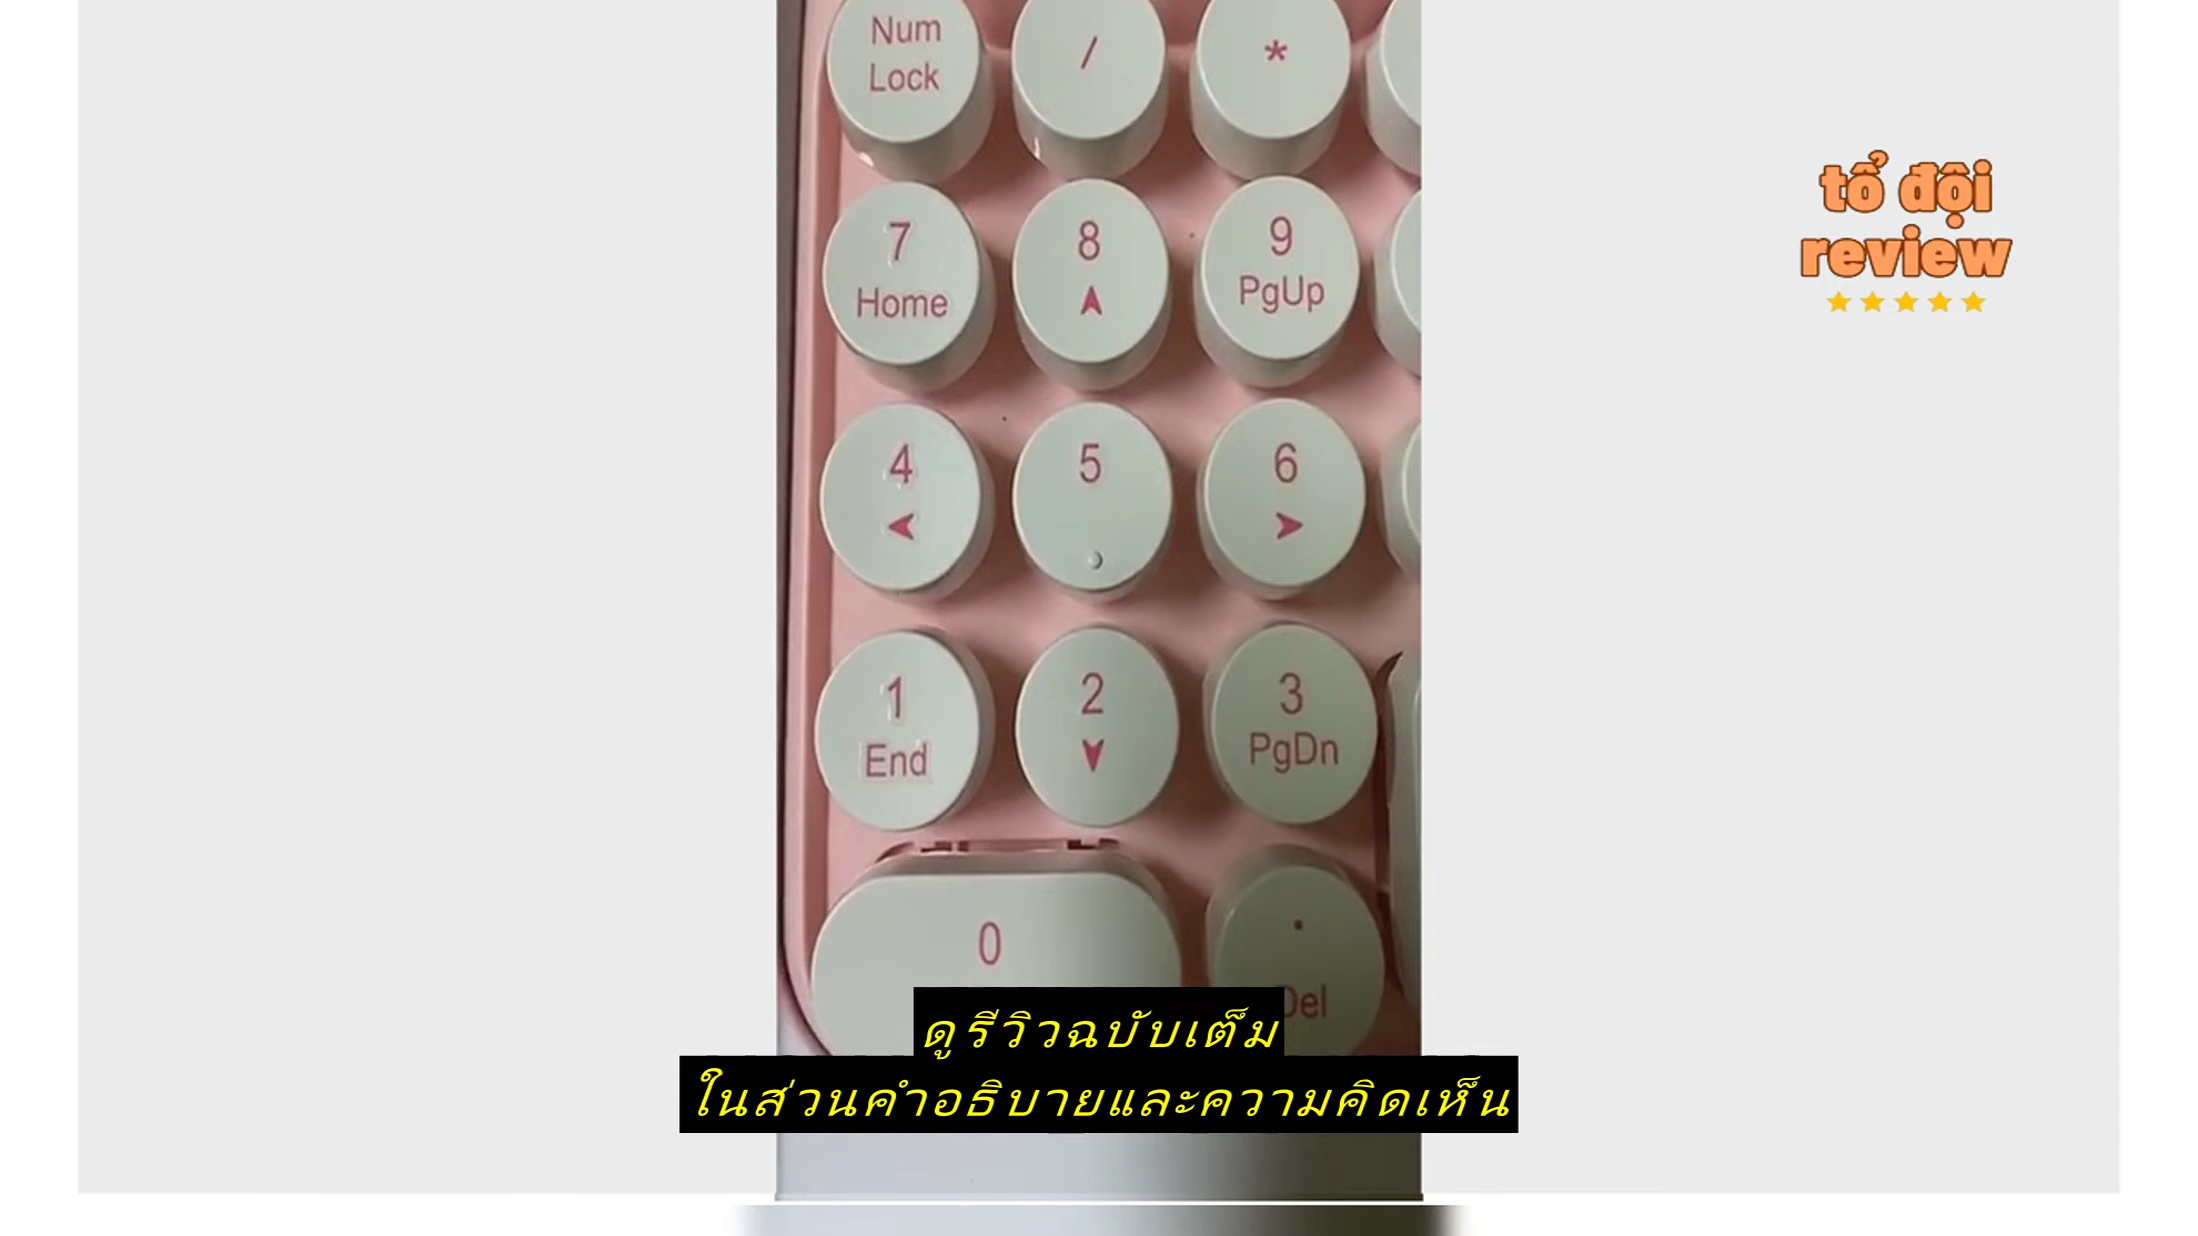 Num
Lock
/
*
7
Home
8
9
PgUp
4
5
6
1
End
2
3
PgDn
0
.
Del
tổ đội
review
ดูรีวิวฉบับเต็ม
ในส่วนคำอธิบายและความคิดเห็น